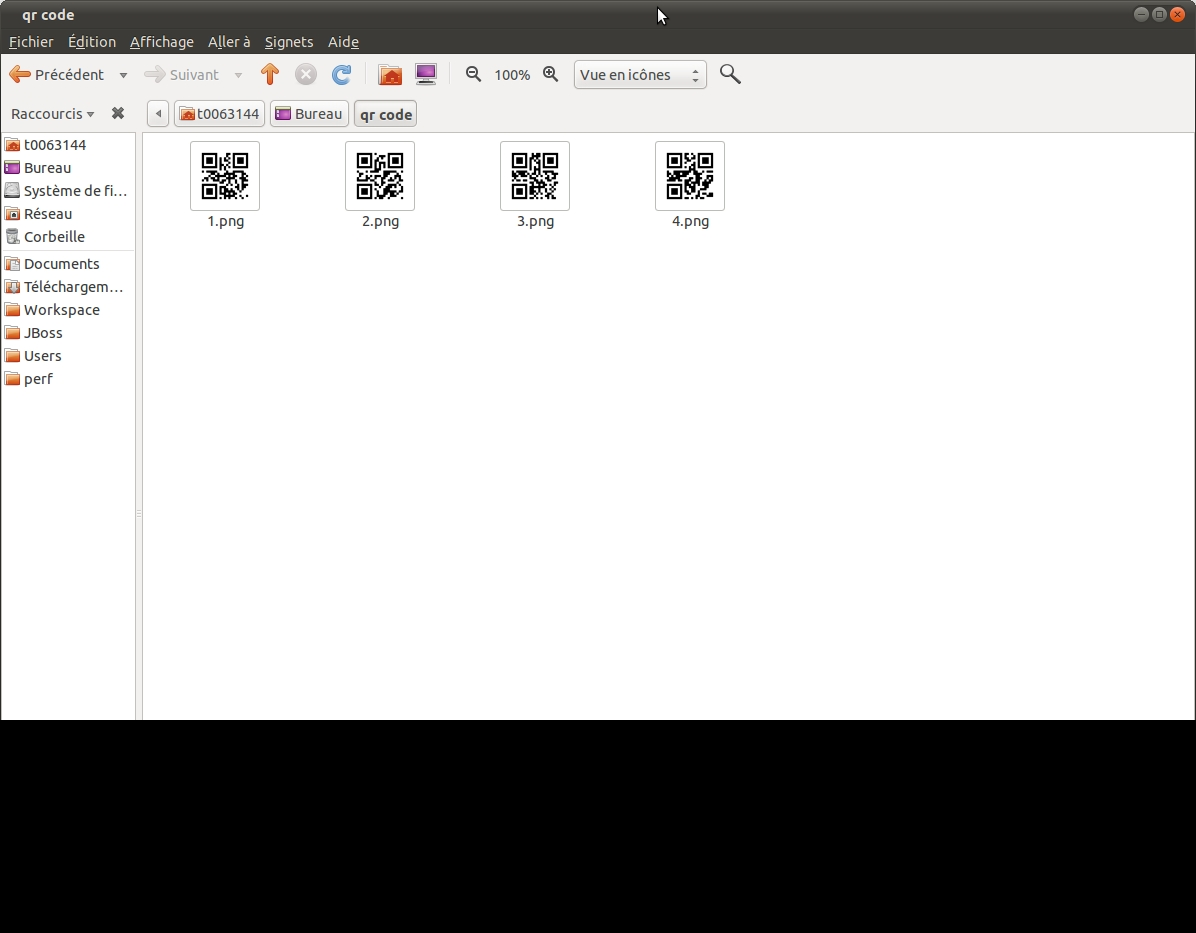 qr code
Fichier Édition Affichage Aller à Signets Aide
Précédent Suivant 100% Vue en icônes
Raccourcis t0063144 Bureau qr code
t0063144
Bureau
Système de fi...
Réseau
Corbeille
Documents
Téléchargem...
Workspace
JBoss
Users
perf
1.png 2.png 3.png 4.png